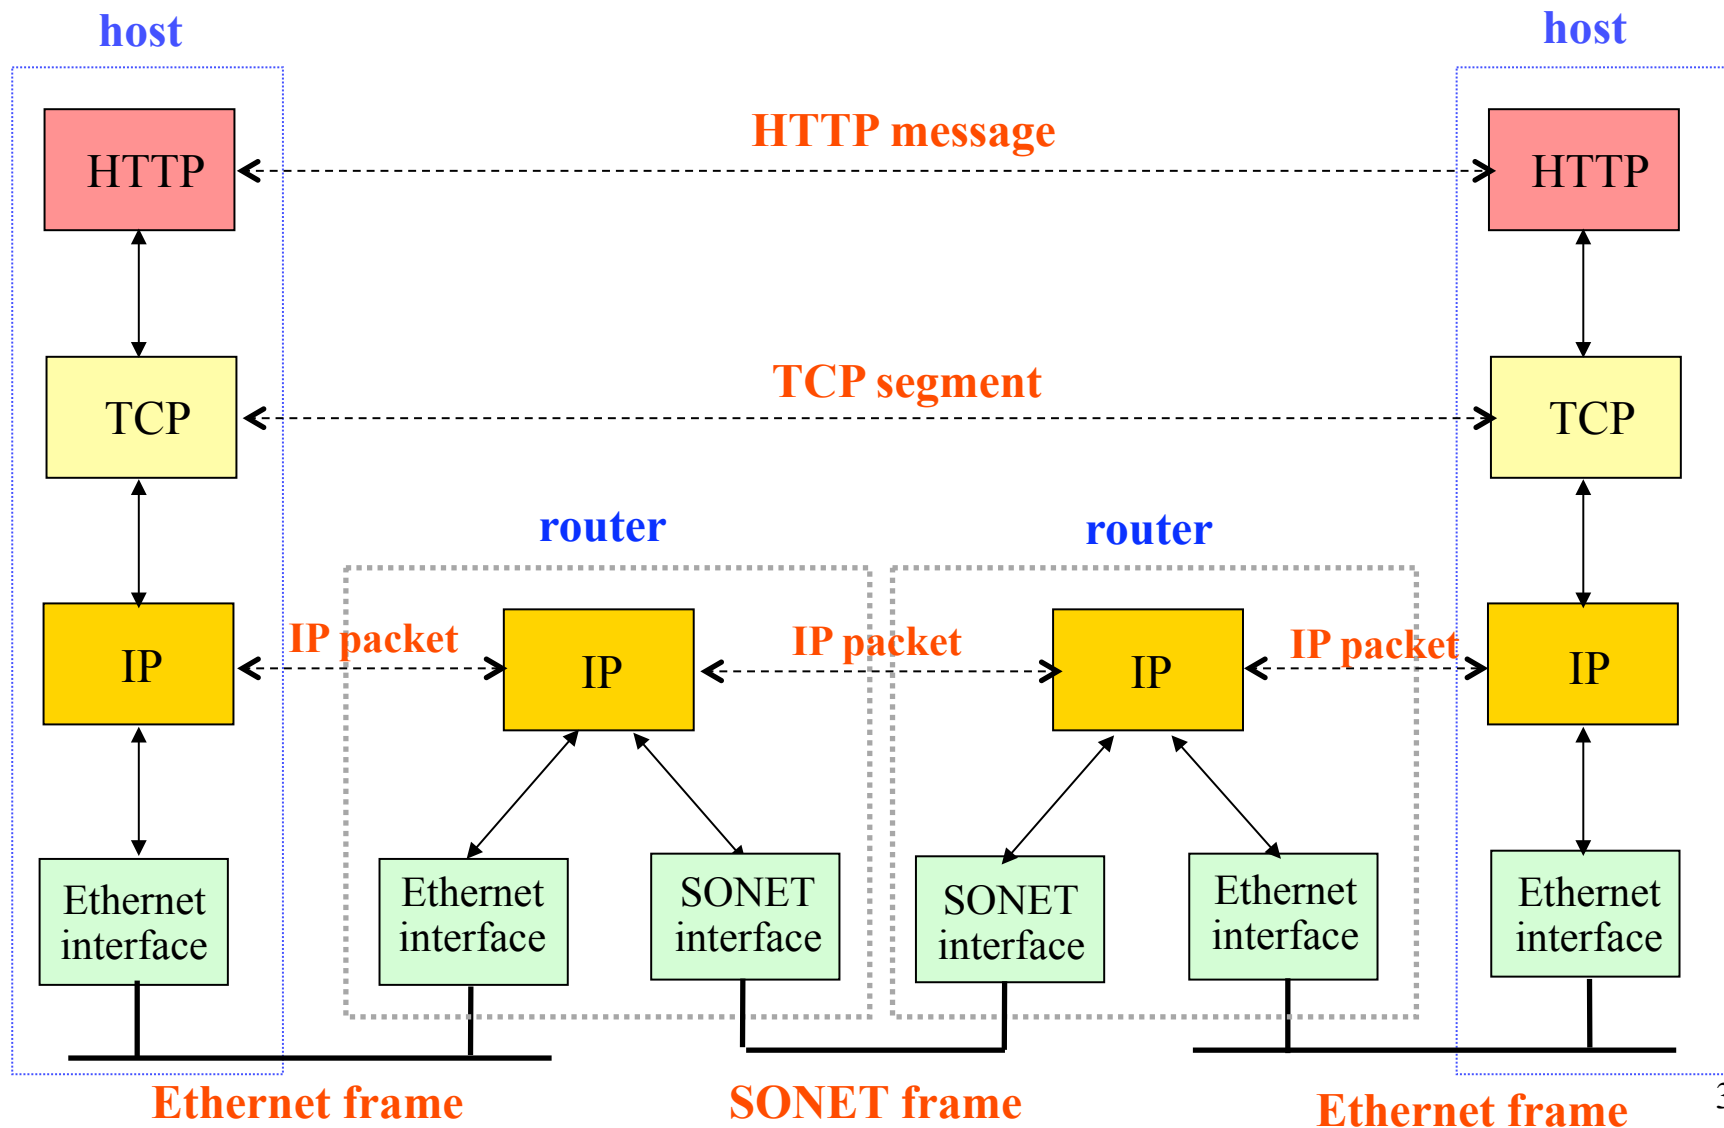 host
host
HTTP message
HTTP
HTTP
TCP segment
TCP
TCP
router
router
IP packet
IP packet
IP packet
IP
IP
IP
IP
Ethernet
interface
Ethernet
interface
SONET
interface
SONET
interface
Ethernet
interface
Ethernet
interface
Ethernet frame
SONET frame
Ethernet frame
3